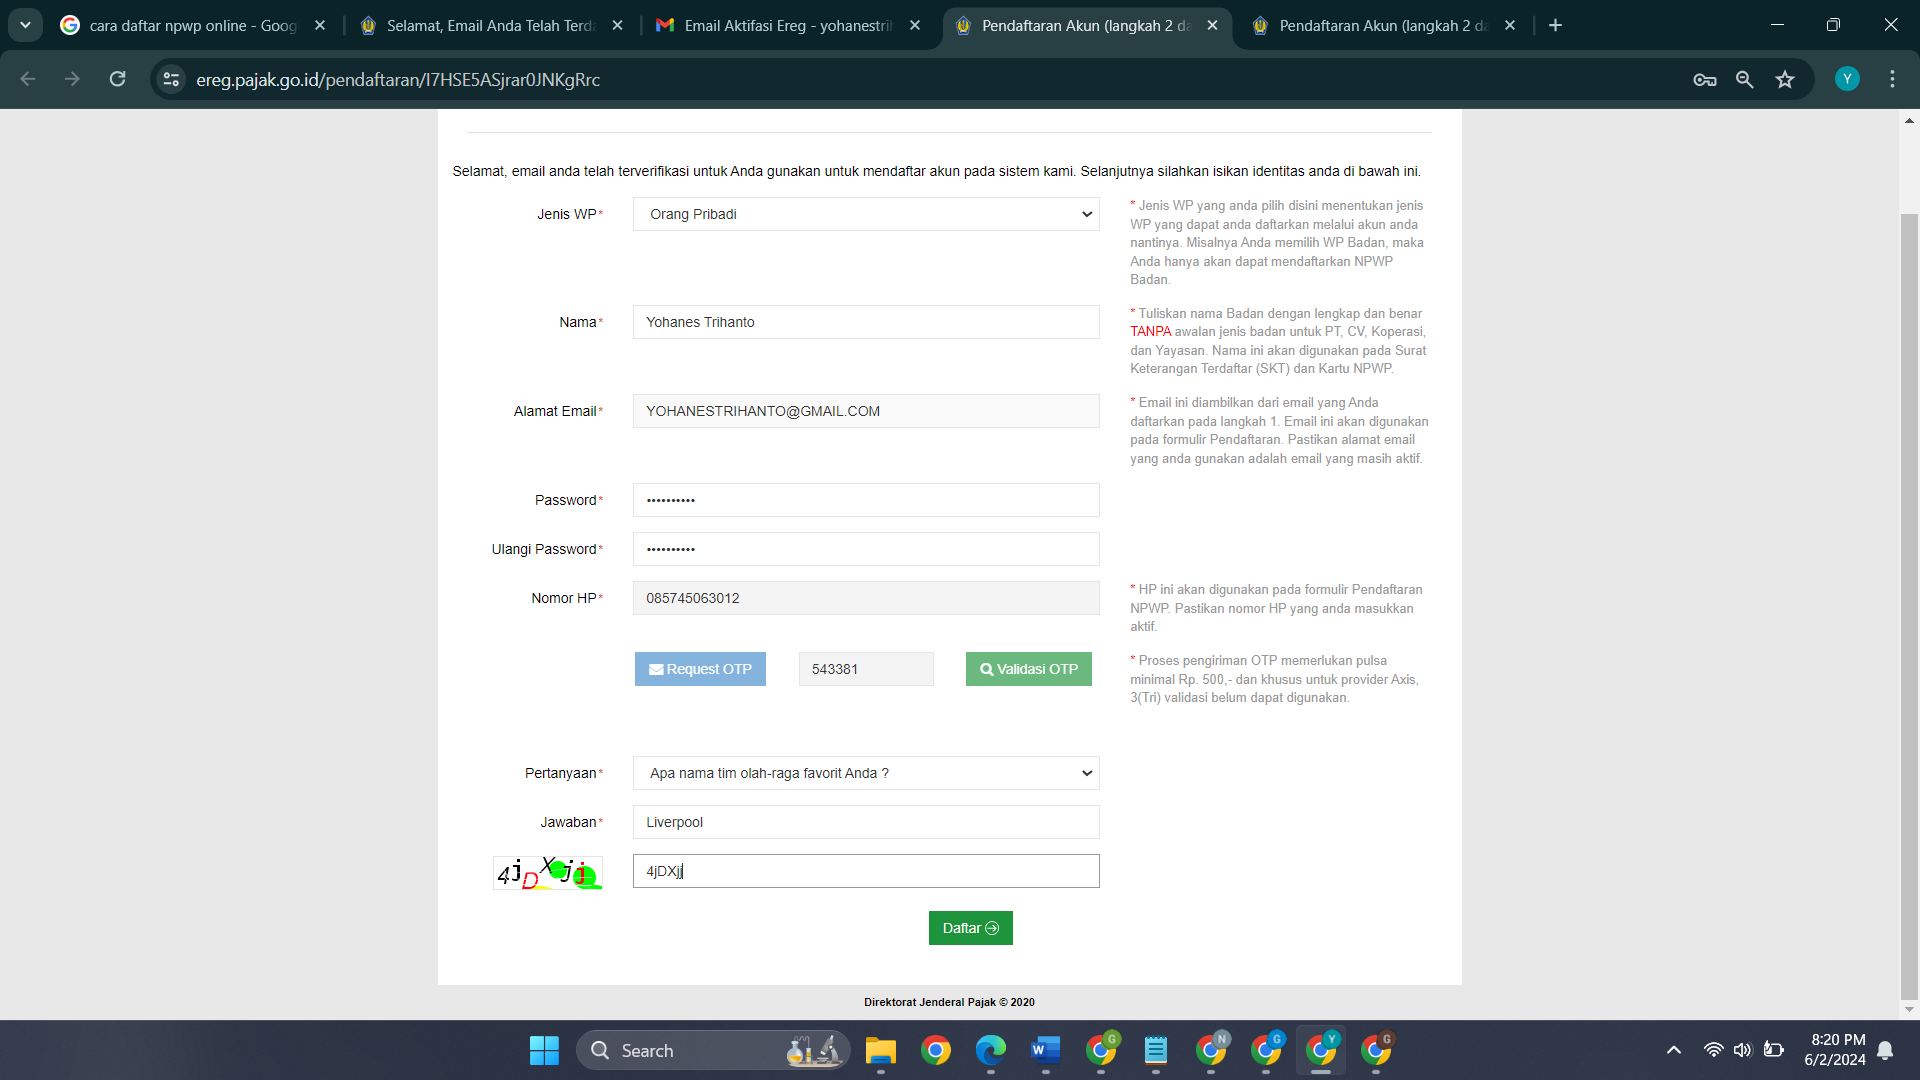 cara daftar npwp online - Goog
Selamat, Email Anda Telah Terda
Email Aktifasi Ereg - yohanestri
Pendaftaran Akun (langkah 2 da
Pendaftaran Akun (langkah 2 da
ereg.pajak.go.id/pendaftaran/I7HSE5ASjrar0JNKgRrc
Y
Selamat, email anda telah terverifikasi untuk Anda gunakan untuk mendaftar akun pada sistem kami. Selanjutnya silahkan isikan identitas anda di bawah ini.
Jenis WP*
Orang Pribadi
* Jenis WP yang anda pilih disini menentukan jenis
WP yang dapat anda daftarkan melalui akun anda
nantinya. Misalnya Anda memilih WP Badan, maka
Anda hanya akan dapat mendaftarkan NPWP
Badan.
Nama*
Yohanes Trihanto
* Tuliskan nama Badan dengan lengkap dan benar
TANPA awalan jenis badan untuk PT, CV, Koperasi,
dan Yayasan. Nama ini akan digunakan pada Surat
Keterangan Terdaftar (SKT) dan Kartu NPWP.
Alamat Email*
YOHANESTRIHANTO@GMAIL.COM
* Email ini diambilkan dari email yang Anda
daftarkan pada langkah 1. Email ini akan digunakan
pada formulir Pendaftaran. Pastikan alamat email
yang anda gunakan adalah email yang masih aktif.
Password*
••••••••••
Ulangi Password*
••••••••••
Nomor HP*
085745063012
* HP ini akan digunakan pada formulir Pendaftaran
NPWP. Pastikan nomor HP yang anda masukkan
aktif.
Request OTP
543381
Validasi OTP
* Proses pengiriman OTP memerlukan pulsa
minimal Rp. 500,- dan khusus untuk provider Axis,
3(Tri) validasi belum dapat digunakan.
Pertanyaan*
Apa nama tim olah-raga favorit Anda ?
Jawaban*
Liverpool
4jDXjj
4jDXjj
Daftar
Direktorat Jenderal Pajak © 2020
Search
W
G
N
G
Y
G
8:20 PM
6/2/2024